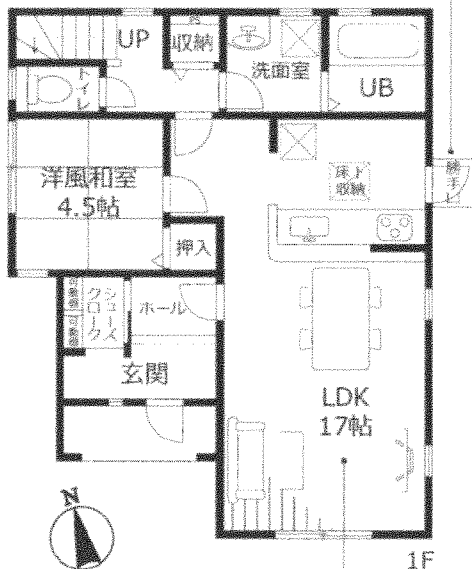 UP
収納
洗面室
UB
トイレ
洋風和室
4.5帖
床下
収納
勝手口
押入
シューズ
クローク
ホール
玄関
LDK
17帖
N
1F